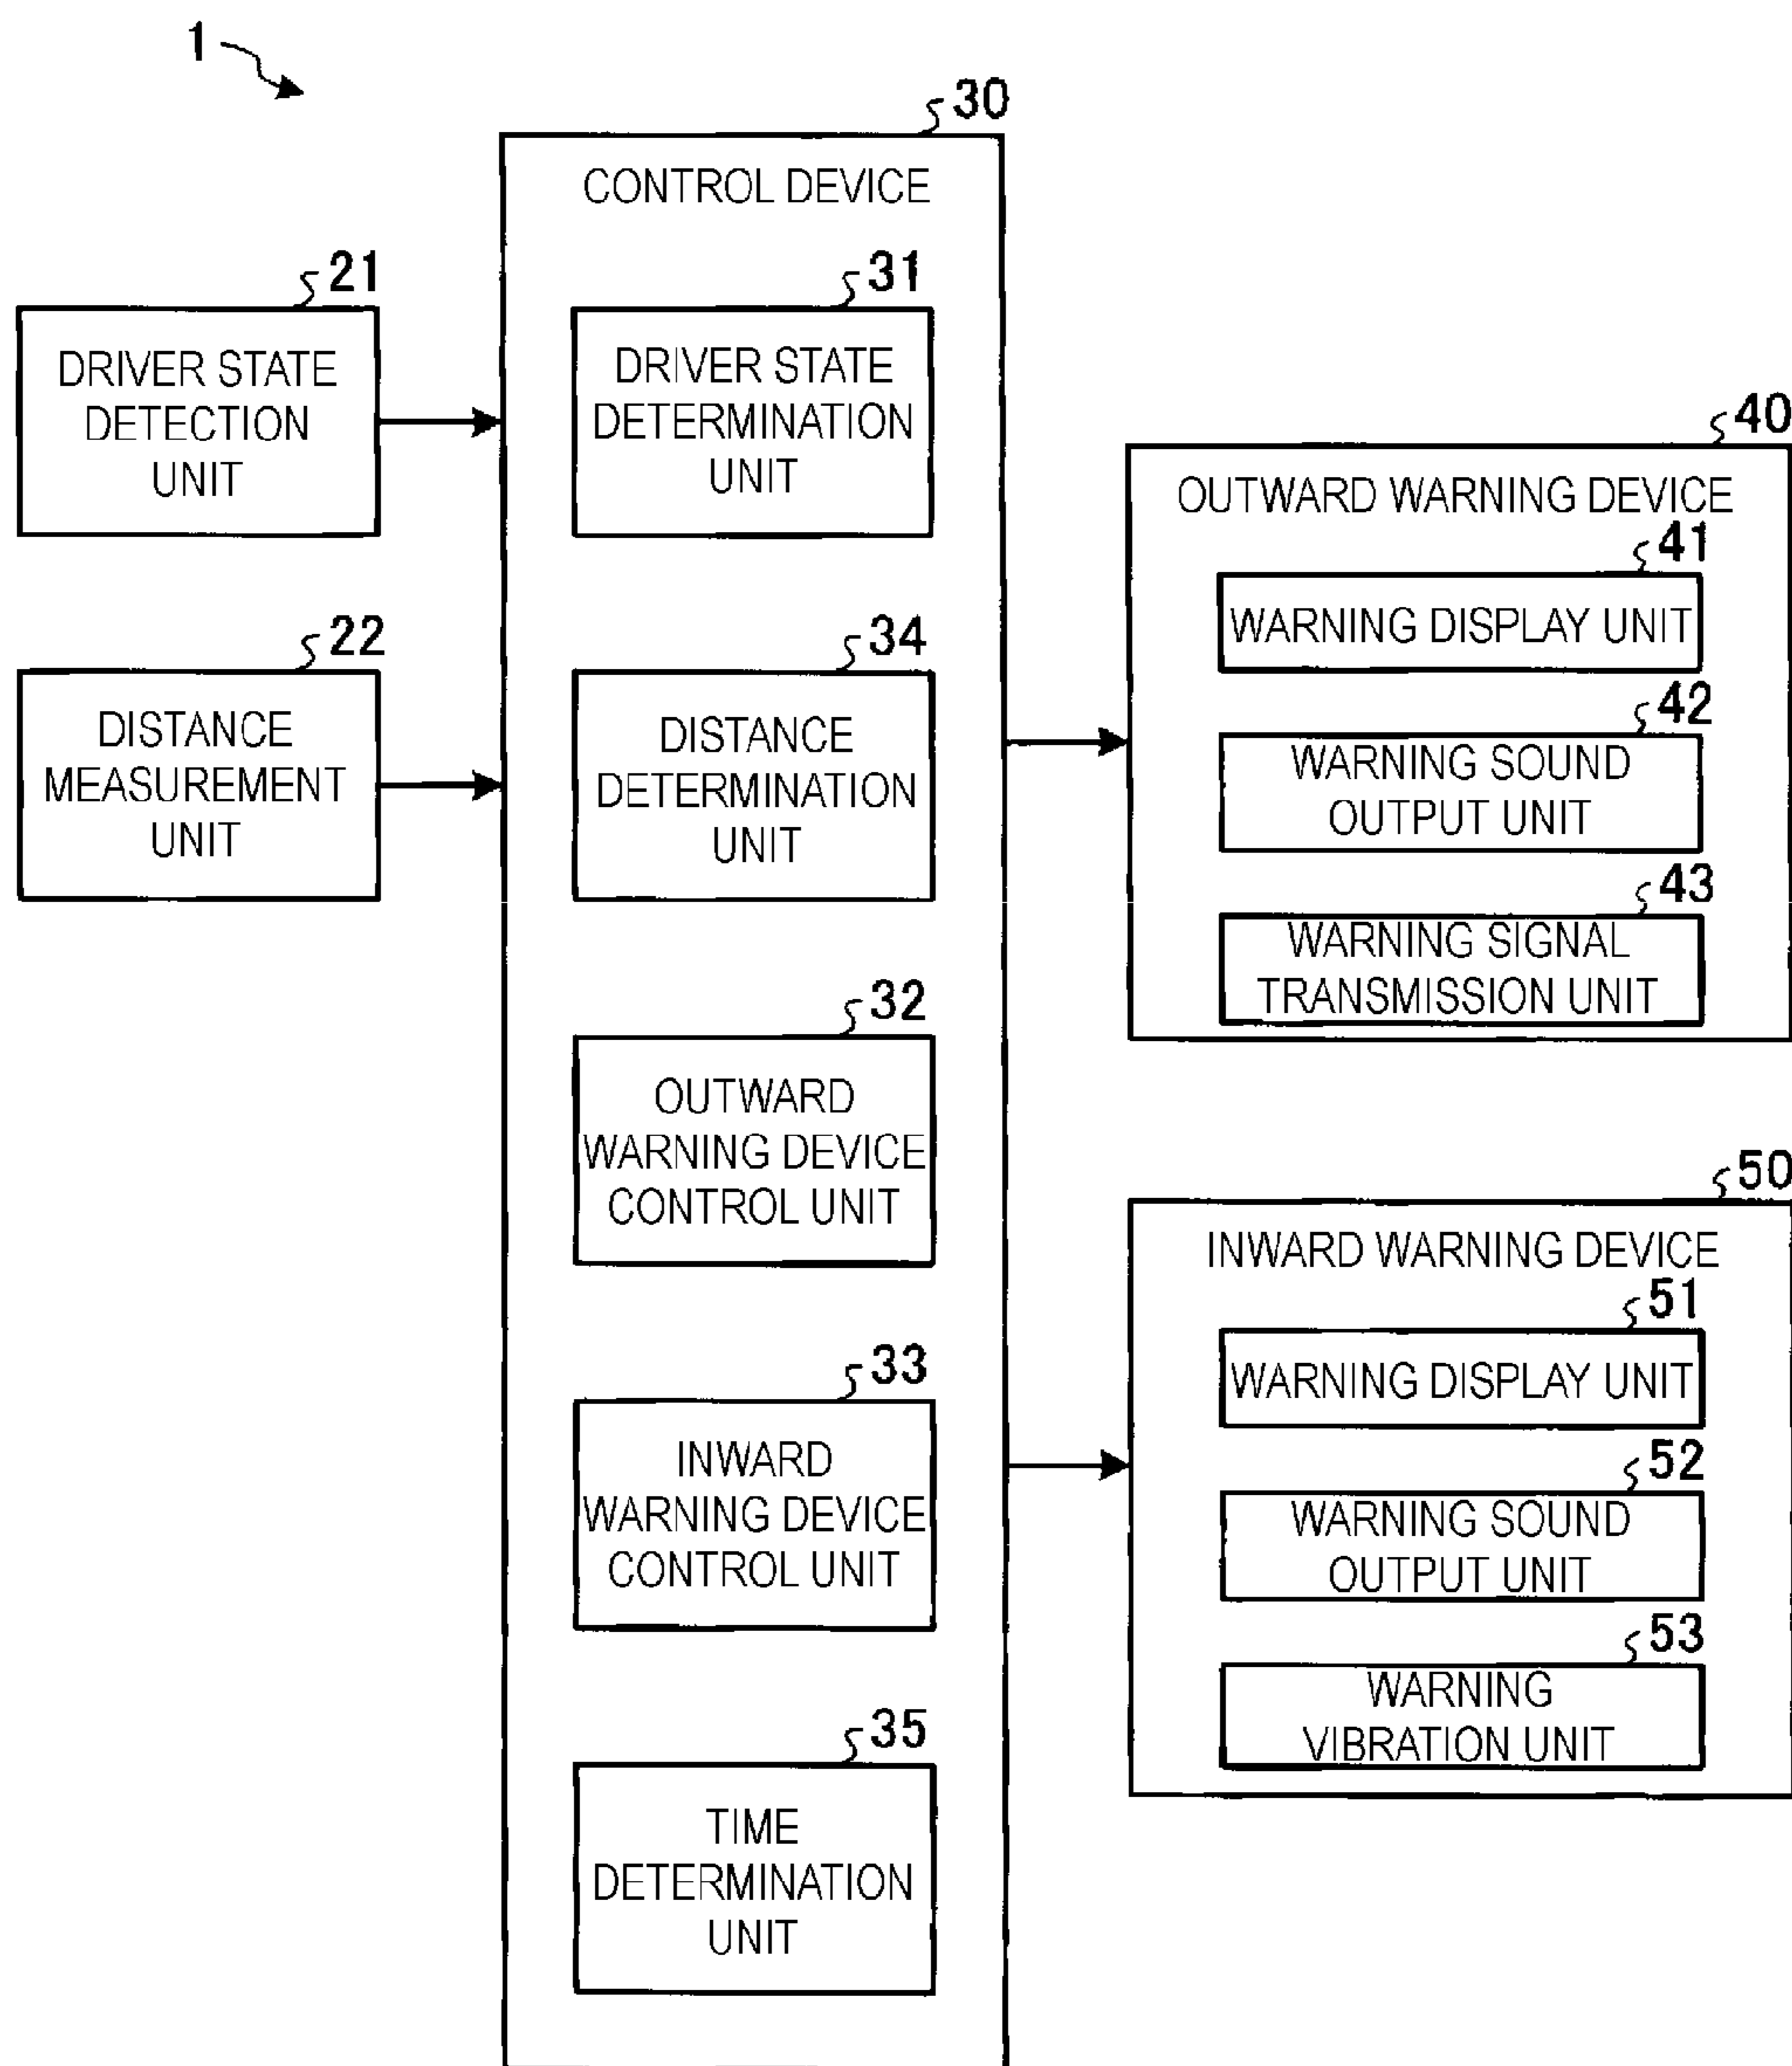 1
30
CONTROL DEVICE
21
DRIVER STATE
DETECTION
UNIT
22
DISTANCE
MEASUREMENT
UNIT
31
DRIVER STATE
DETERMINATION
UNIT
34
DISTANCE
DETERMINATION
UNIT
32
OUTWARD
WARNING DEVICE
CONTROL UNIT
33
INWARD
WARNING DEVICE
CONTROL UNIT
35
TIME
DETERMINATION
UNIT
40
OUTWARD WARNING DEVICE
41
WARNING DISPLAY UNIT
42
WARNING SOUND
OUTPUT UNIT
43
WARNING SIGNAL
TRANSMISSION UNIT
50
INWARD WARNING DEVICE
51
WARNING DISPLAY UNIT
52
WARNING SOUND
OUTPUT UNIT
53
WARNING
VIBRATION UNIT